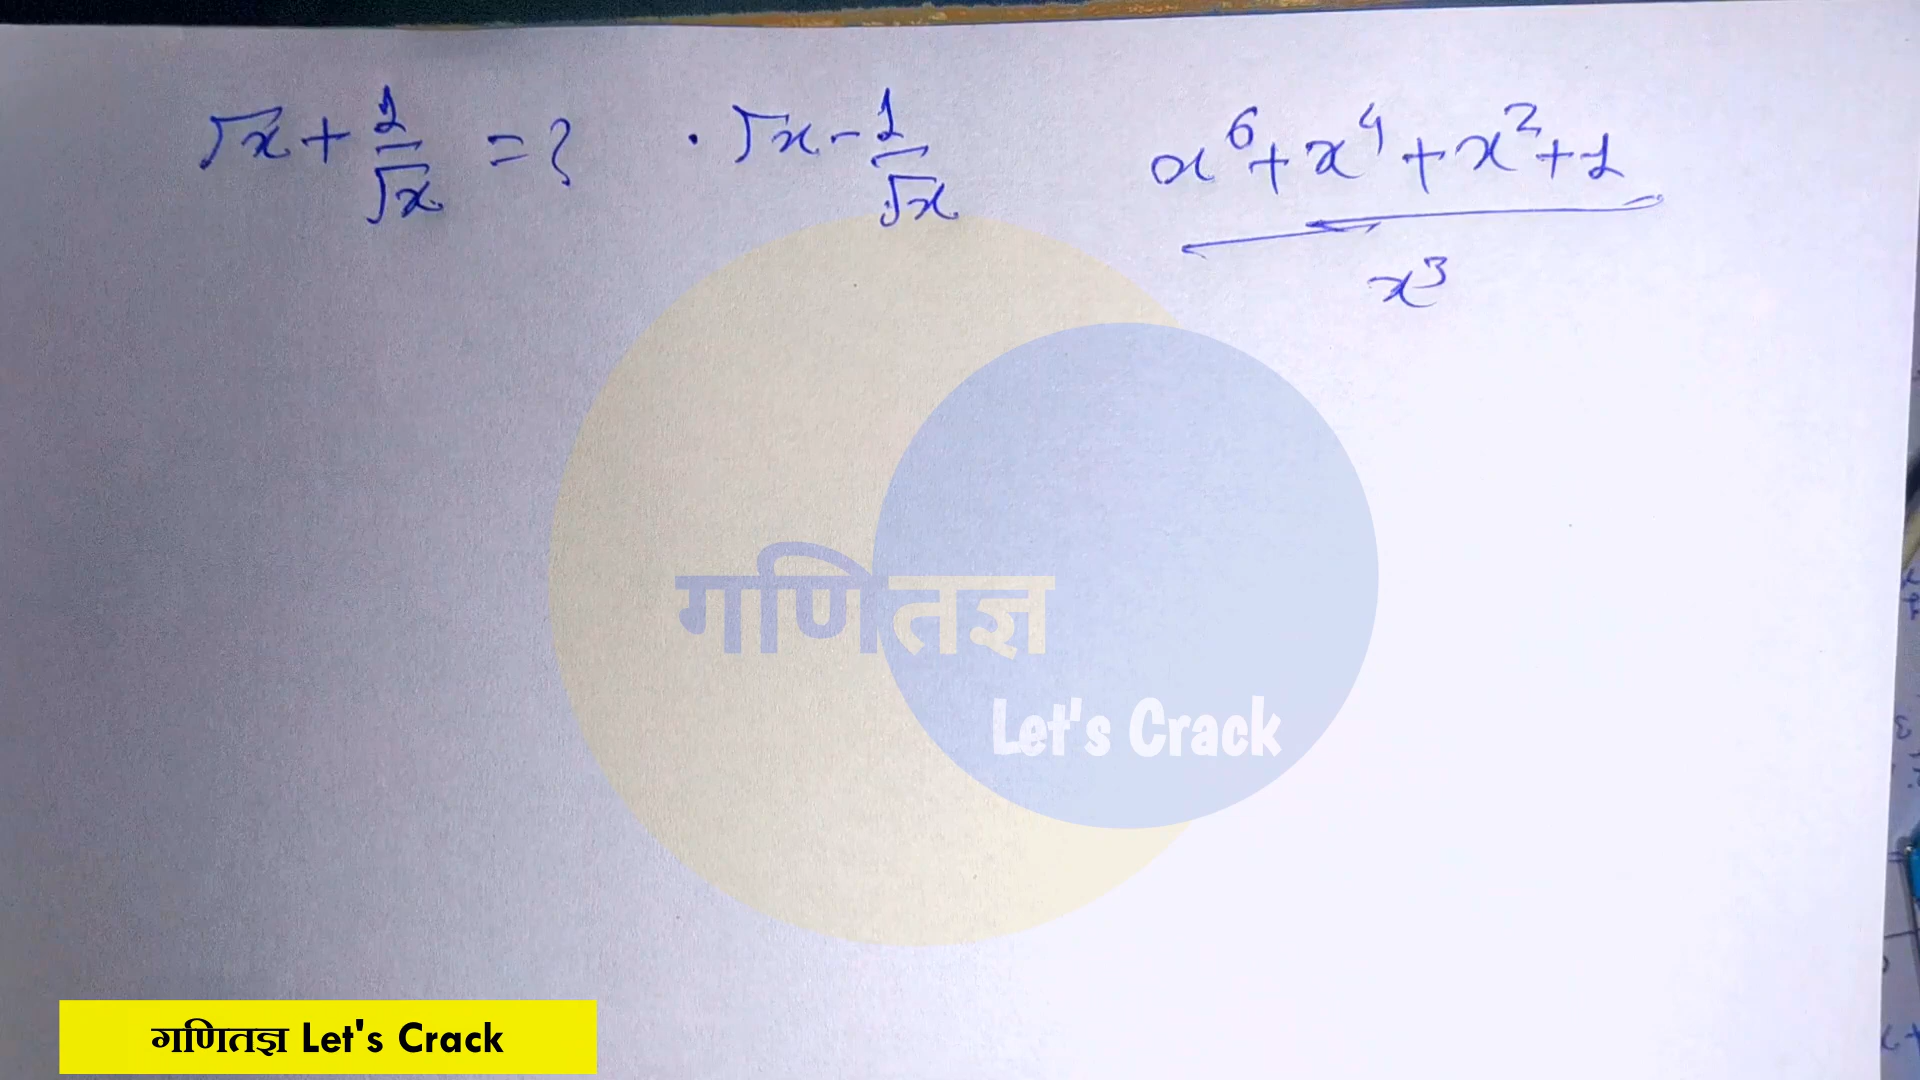 √x + 1/√x = ? · √x - 1/√x
x⁶ + x⁴ + x² + 1 / x³
गणितज्ञ
Let's Crack
गणितज्ञ Let's Crack